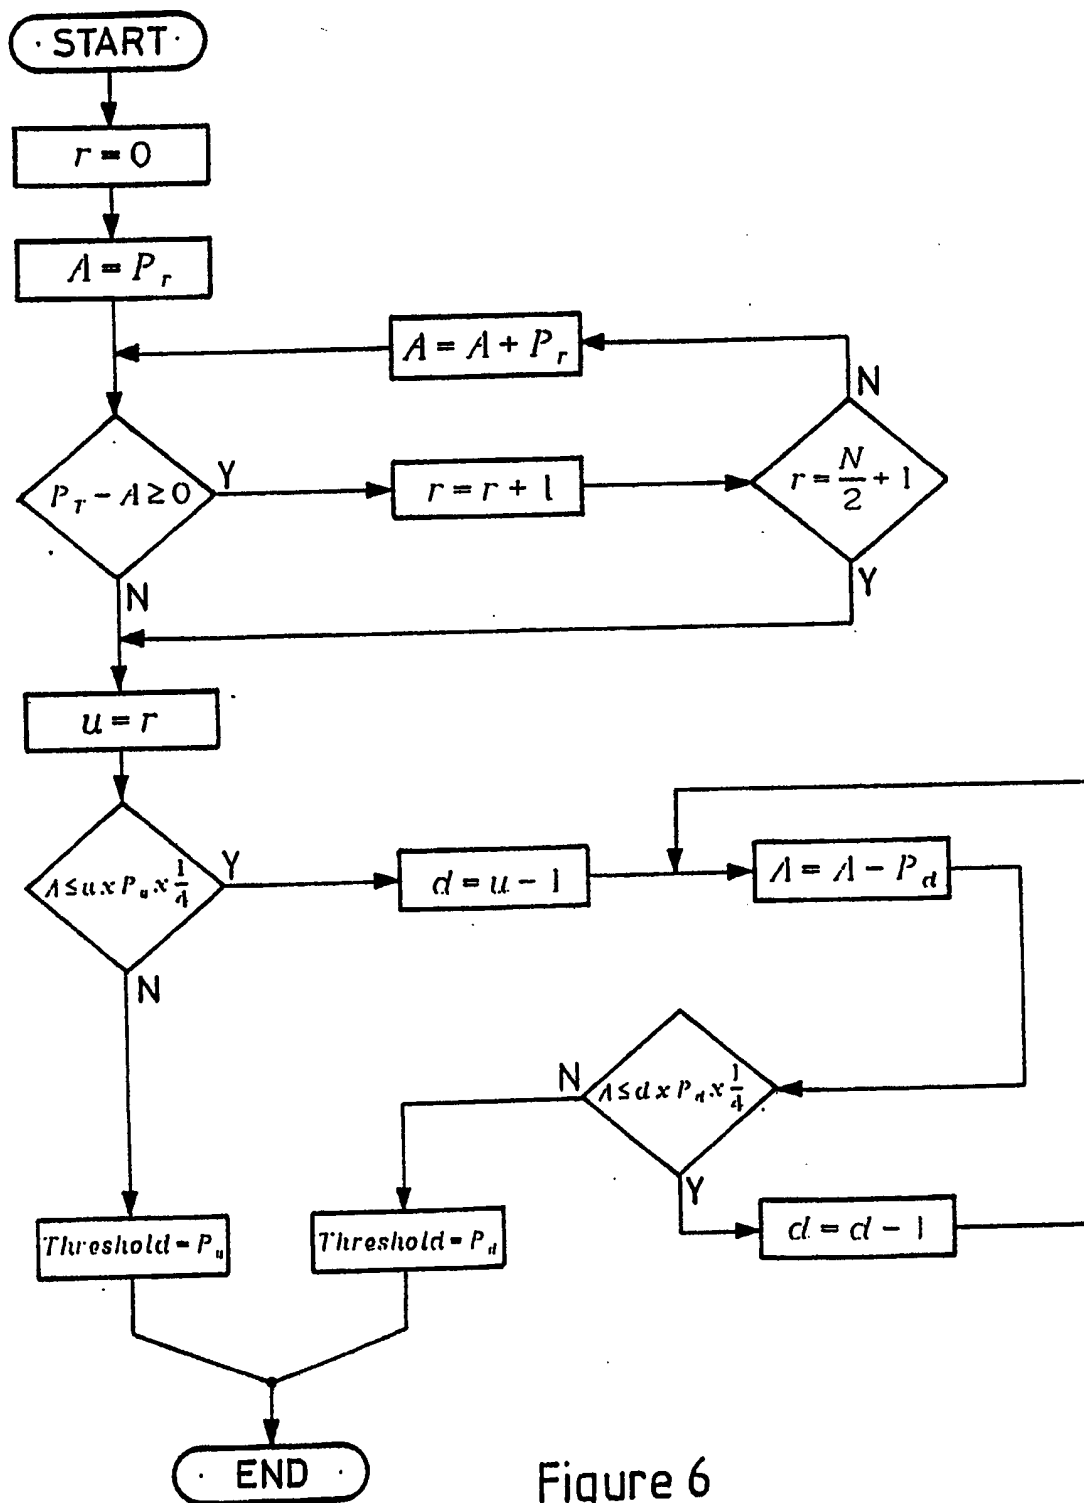 START
r = 0
A = P_r
A = A + P_r
N
P_r - A ≥ 0
Y
r = r + 1
r = N/2 + 1
N
Y
u = r
A ≤ u x P_u x 1/4
Y
d = u - 1
A = A - P_d
N
N
A ≤ d x P_d x 1/4
Y
Threshold = P_u
Threshold = P_d
d = d - 1
END
Figure 6